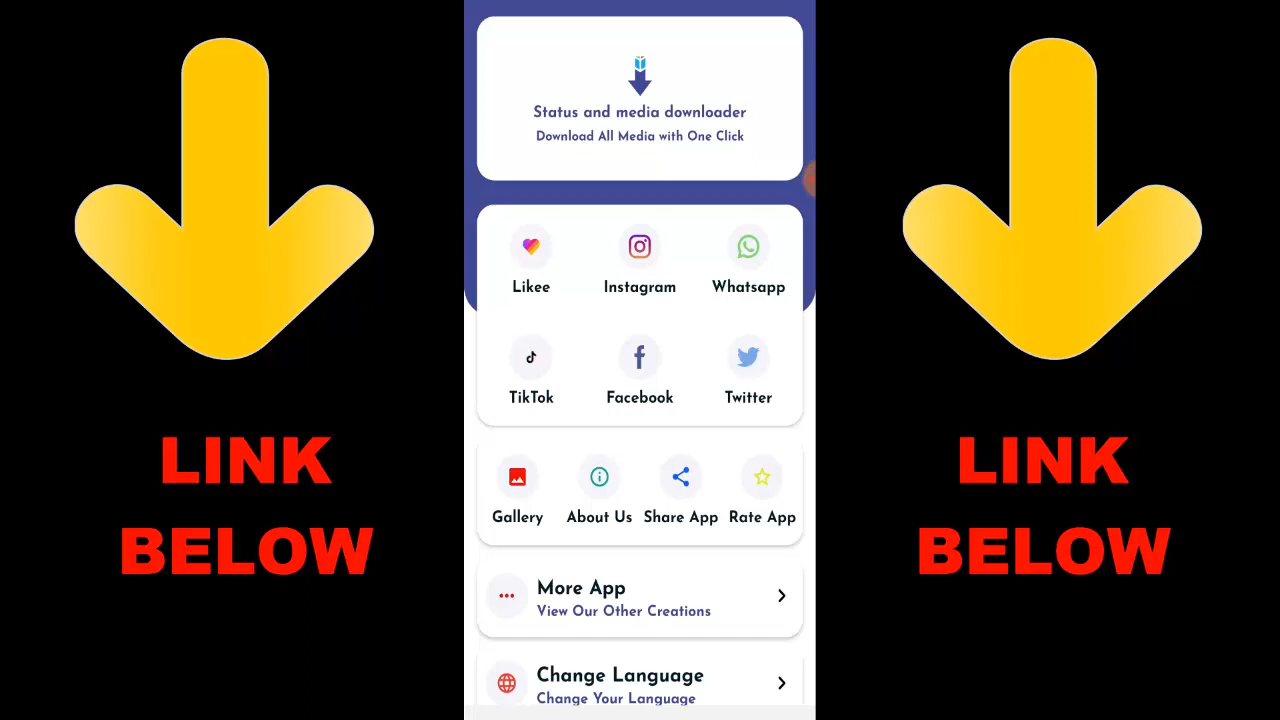 Status and media downloader
Download All Media with One Click
Likee Instagram Whatsapp
TikTok Facebook Twitter
Gallery About Us Share App Rate App
More App
View Our Other Creations
Change Language
Change Your Language
LINK
BELOW
LINK
BELOW